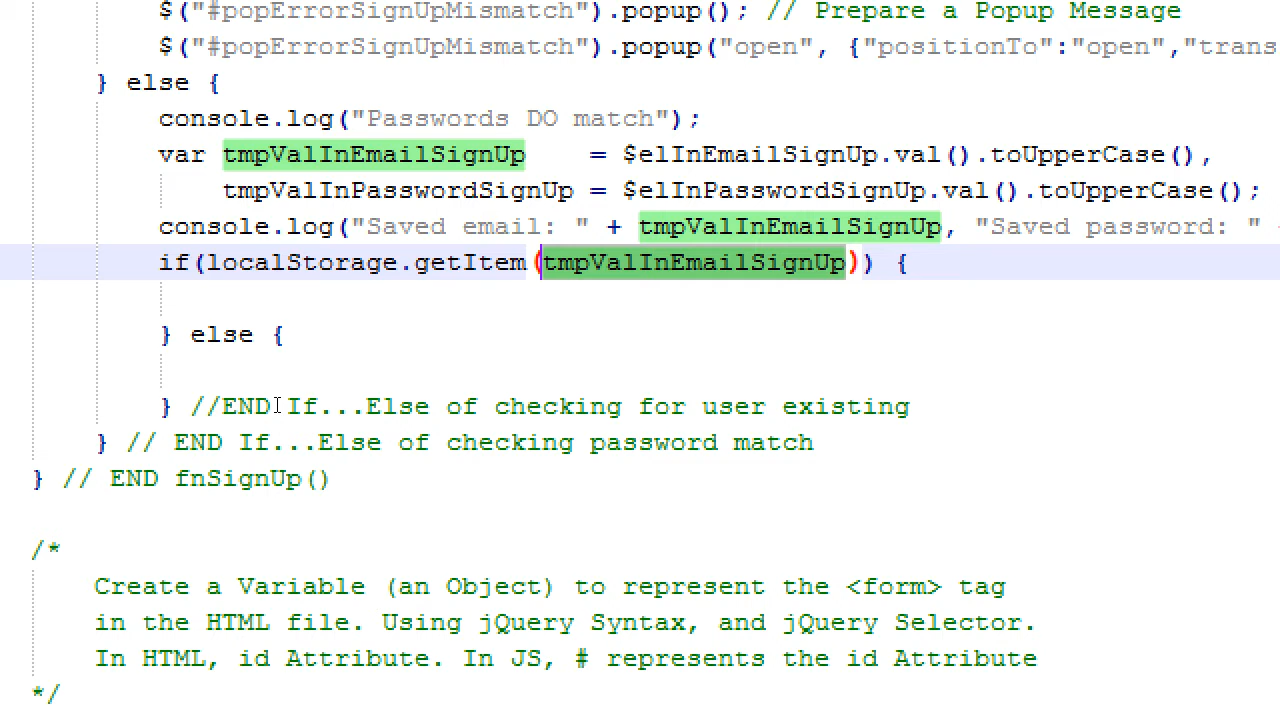 $("#popErrorSignUpMismatch").popup(); // Prepare a Popup Message
$("#popErrorSignUpMismatch").popup("open", {"positionTo":"open","trans
} else {
console.log("Passwords DO match");
var tmpValInEmailSignUp    = $elInEmailSignUp.val().toUpperCase(),
tmpValInPasswordSignUp = $elInPasswordSignUp.val().toUpperCase();
console.log("Saved email: " + tmpValInEmailSignUp, "Saved password: "
if(localStorage.getItem(tmpValInEmailSignUp)) {
} else {
} //END If...Else of checking for user existing
} // END If...Else of checking password match
} // END fnSignUp()
/*
Create a Variable (an Object) to represent the <form> tag
in the HTML file. Using jQuery Syntax, and jQuery Selector.
In HTML, id Attribute. In JS, # represents the id Attribute
*/